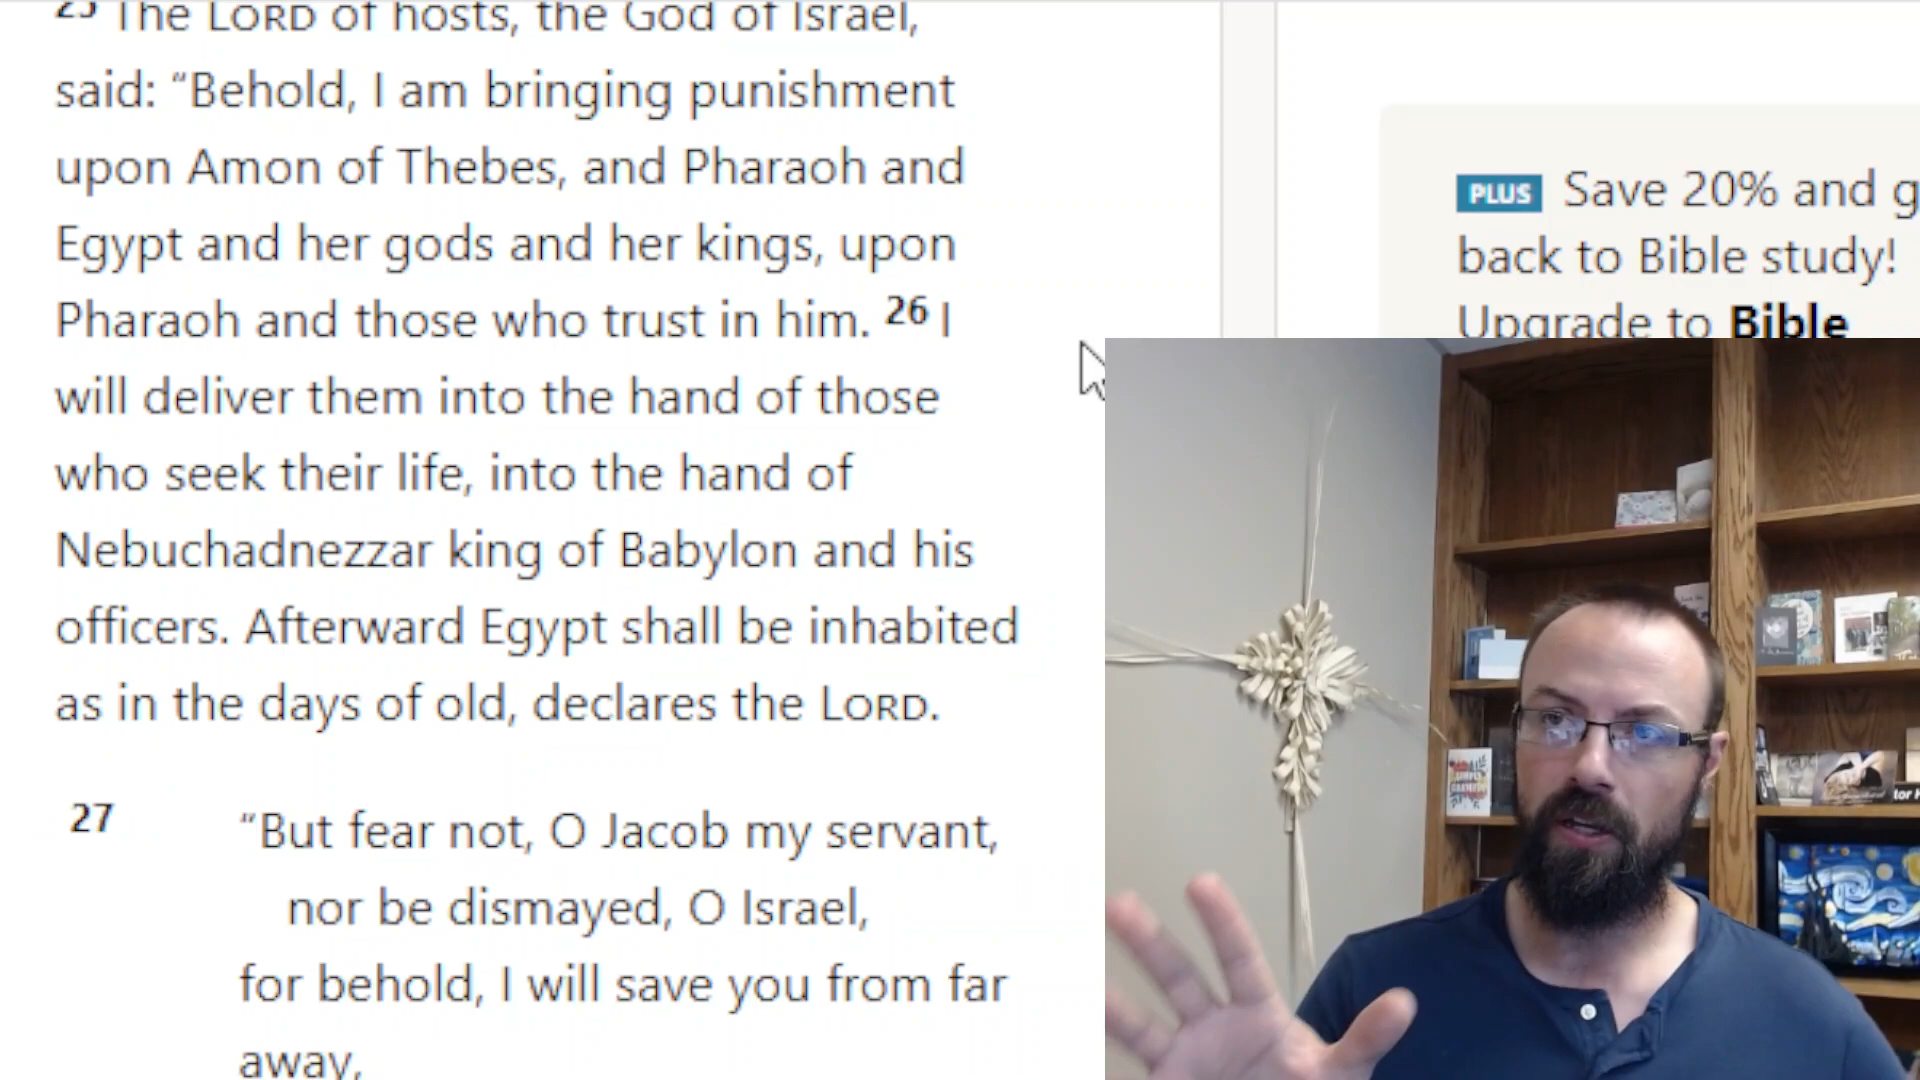 25 The LORD of hosts, the God of Israel,
said: “Behold, I am bringing punishment
upon Amon of Thebes, and Pharaoh and
Egypt and her gods and her kings, upon
Pharaoh and those who trust in him. 26 I
will deliver them into the hand of those
who seek their life, into the hand of
Nebuchadnezzar king of Babylon and his
officers. Afterward Egypt shall be inhabited
as in the days of old, declares the LORD.
27 “But fear not, O Jacob my servant,
nor be dismayed, O Israel,
for behold, I will save you from far
away,
PLUS Save 20% and g
back to Bible study!
Upgrade to Bible